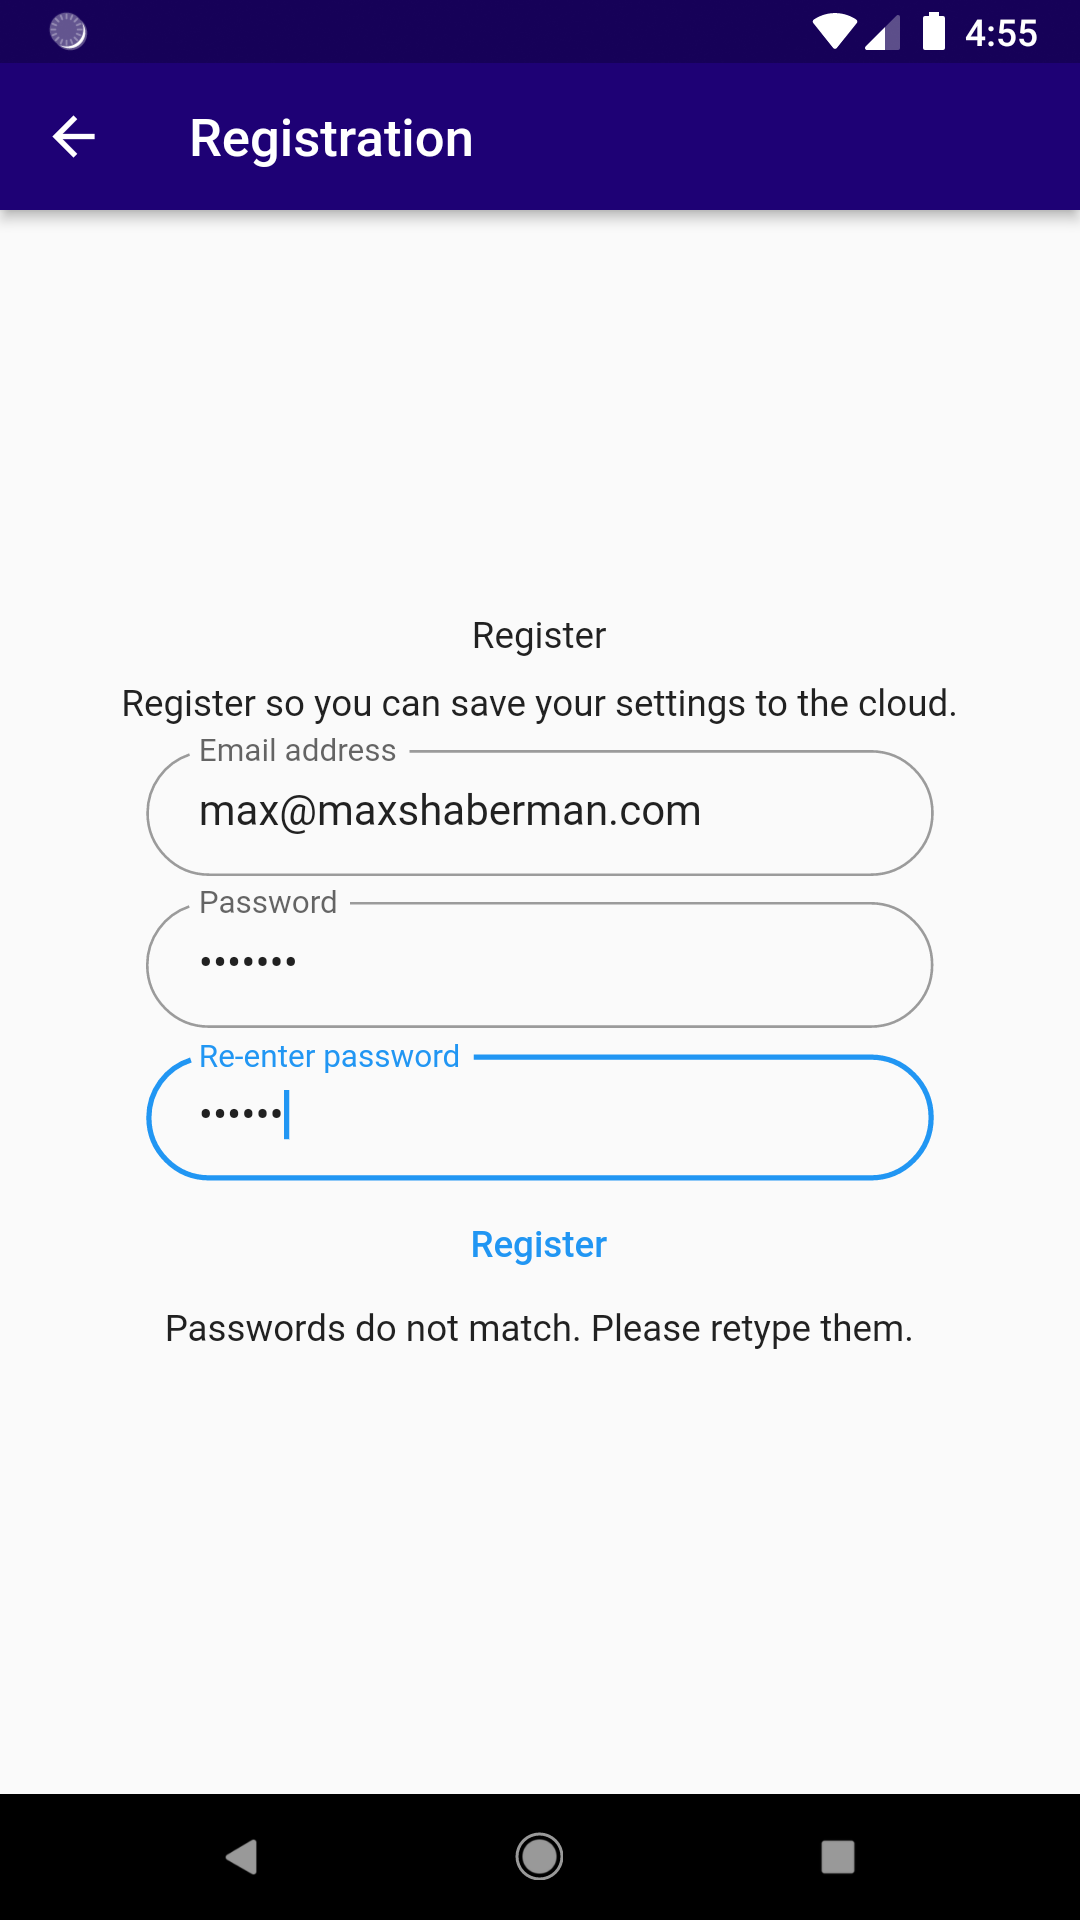 4:55
Registration
Register
Register so you can save your settings to the cloud.
Email address
max@maxshaberman.com
Password
•••••••
Re-enter password
••••••
Register
Passwords do not match. Please retype them.